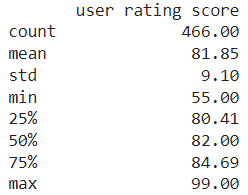 user rating score
count 466.00
mean 81.85
std 9.10
min 55.00
25% 80.41
50% 82.00
75% 84.69
max 99.00